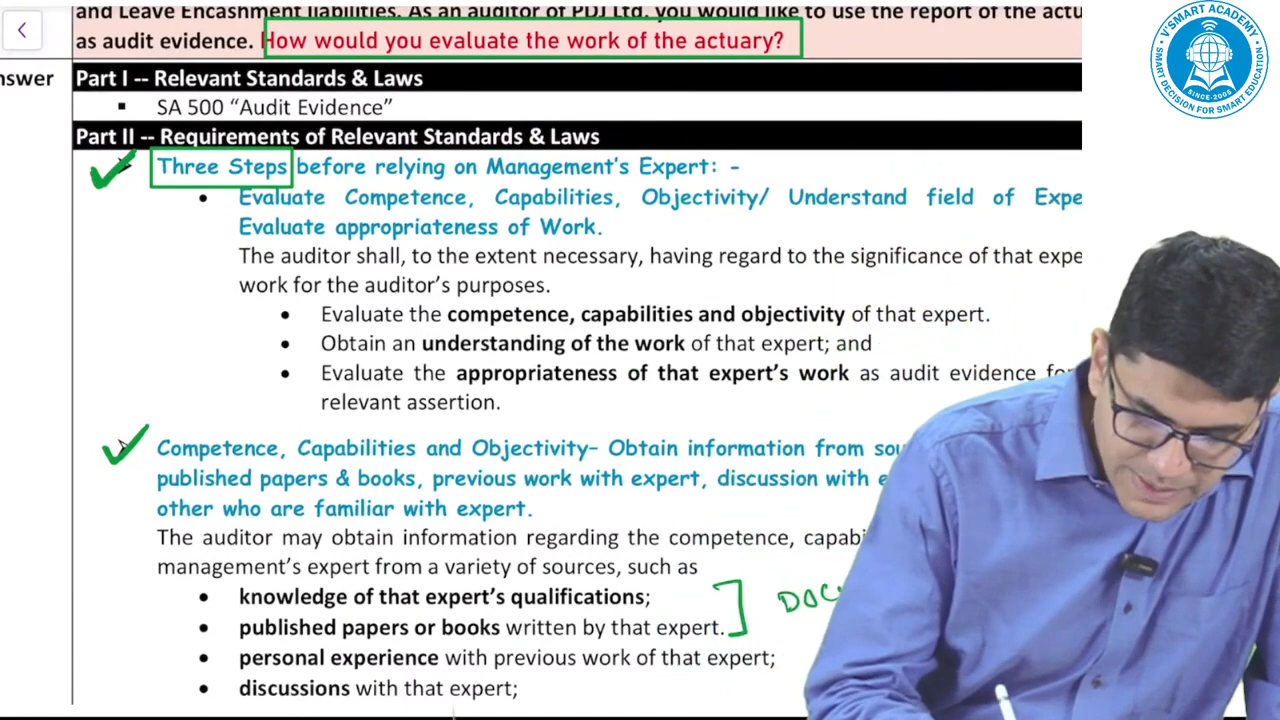 and Leave Encashment liabilities. As an auditor of PDJ Ltd. you would like to use the report of the
as audit evidence. How would you evaluate the work of the actuary?
Part I -- Relevant Standards & Laws
▪ SA 500 “Audit Evidence”
Part II -- Requirements of Relevant Standards & Laws
Three Steps before relying on Management’s Expert: -
• Evaluate Competence, Capabilities, Objectivity/ Understand field of
Evaluate appropriateness of Work.
The auditor shall, to the extent necessary, having regard to the significance of that
work for the auditor’s purposes.
• Evaluate the competence, capabilities and objectivity of that expert.
• Obtain an understanding of the work of that expert; and
• Evaluate the appropriateness of that expert’s work as audit evidence
relevant assertion.
Competence, Capabilities and Objectivity– Obtain information from
published papers & books, previous work with expert, discussion with
other who are familiar with expert.
The auditor may obtain information regarding the competence,
management’s expert from a variety of sources, such as
• knowledge of that expert’s qualifications;
• published papers or books written by that expert.
• personal experience with previous work of that expert;
• discussions with that expert;
VSMART ACADEMY
SMART DECISION FOR SMART EDUCATION
SINCE-2005